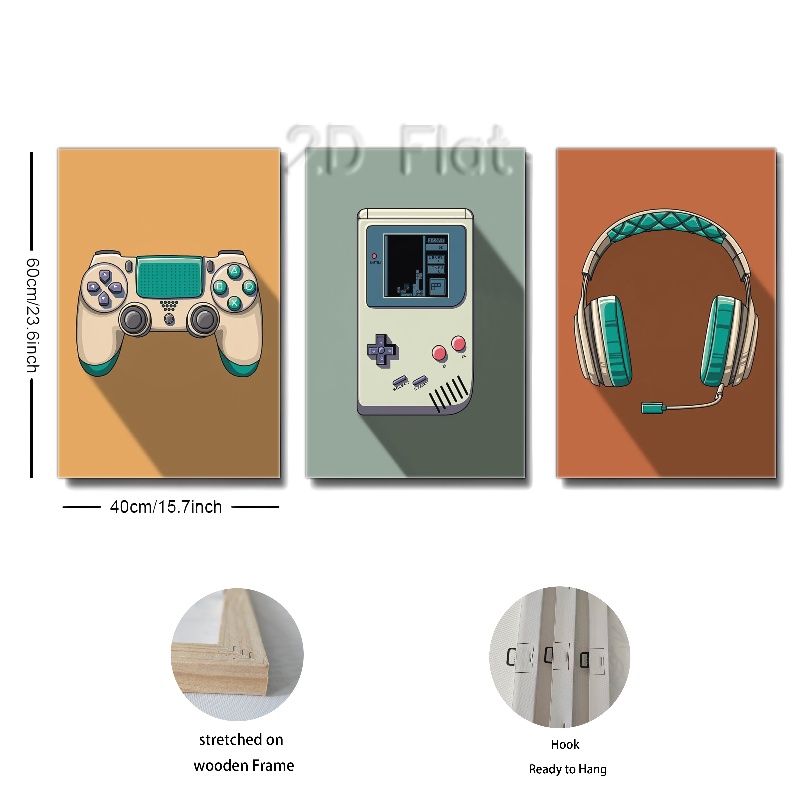 2D Flat
60cm/23.6inch
40cm/15.7inch
stretched on
wooden Frame
Hook
Ready to Hang